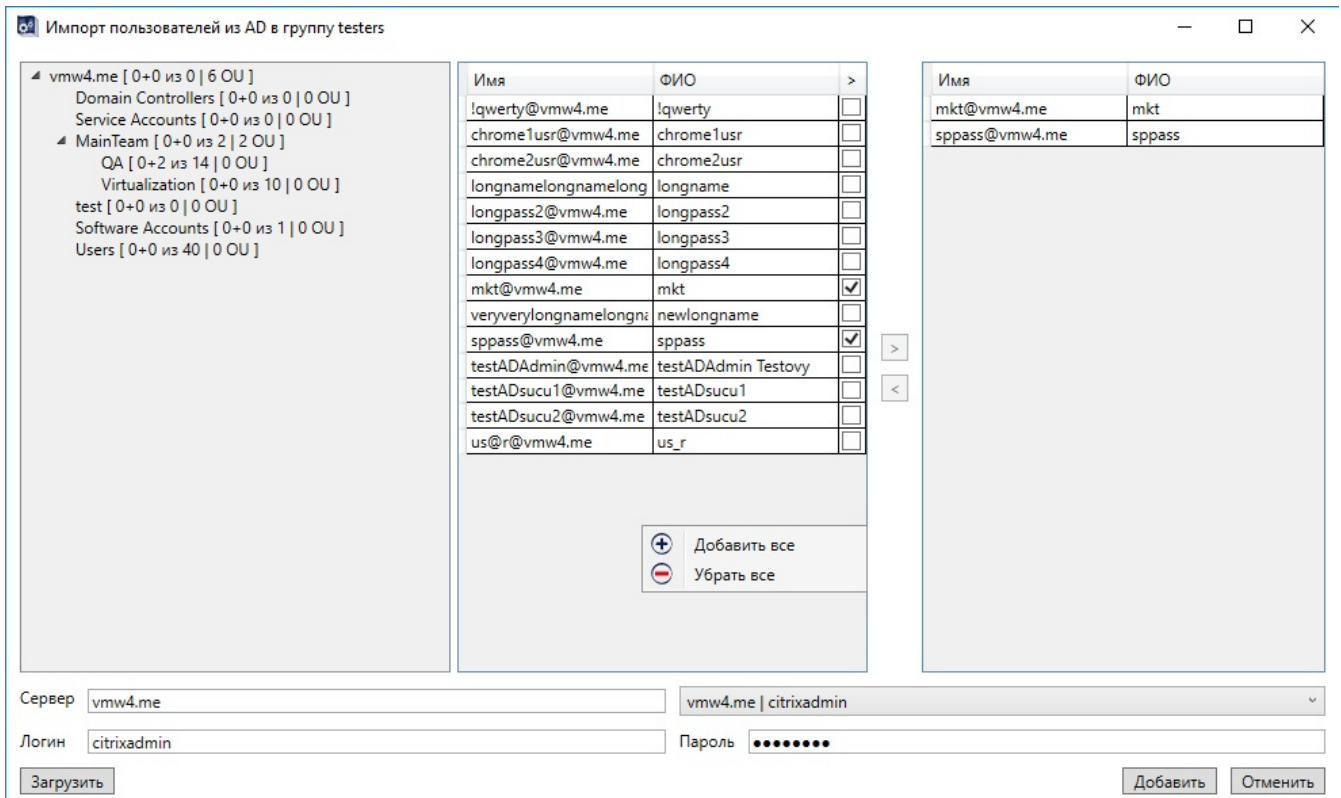 Импорт пользователей из AD в группу testers
vmw4.me [ 0+0 из 0 | 6 OU ]
Domain Controllers [ 0+0 из 0 | 0 OU ]
Service Accounts [ 0+0 из 0 | 0 OU ]
MainTeam [ 0+0 из 2 | 2 OU ]
QA [ 0+2 из 14 | 0 OU ]
Virtualization [ 0+0 из 10 | 0 OU ]
test [ 0+0 из 0 | 0 OU ]
Software Accounts [ 0+0 из 1 | 0 OU ]
Users [ 0+0 из 40 | 0 OU ]
Имя ФИО >
!qwerty@vmw4.me !qwerty
chrome1usr@vmw4.me chrome1usr
chrome2usr@vmw4.me chrome2usr
longnamelongnamelong longname
longpass2@vmw4.me longpass2
longpass3@vmw4.me longpass3
longpass4@vmw4.me longpass4
mkt@vmw4.me mkt
veryverylongnamelongna newlongname
sppass@vmw4.me sppass
testADAdmin@vmw4.me testADAdmin Testovy
testADsucu1@vmw4.me testADsucu1
testADsucu2@vmw4.me testADsucu2
us@r@vmw4.me us_r
Добавить все
Убрать все
>
<
Имя ФИО
mkt@vmw4.me mkt
sppass@vmw4.me sppass
Сервер vmw4.me vmw4.me | citrixadmin
Логин citrixadmin Пароль ●●●●●●●●
Загрузить Добавить Отменить